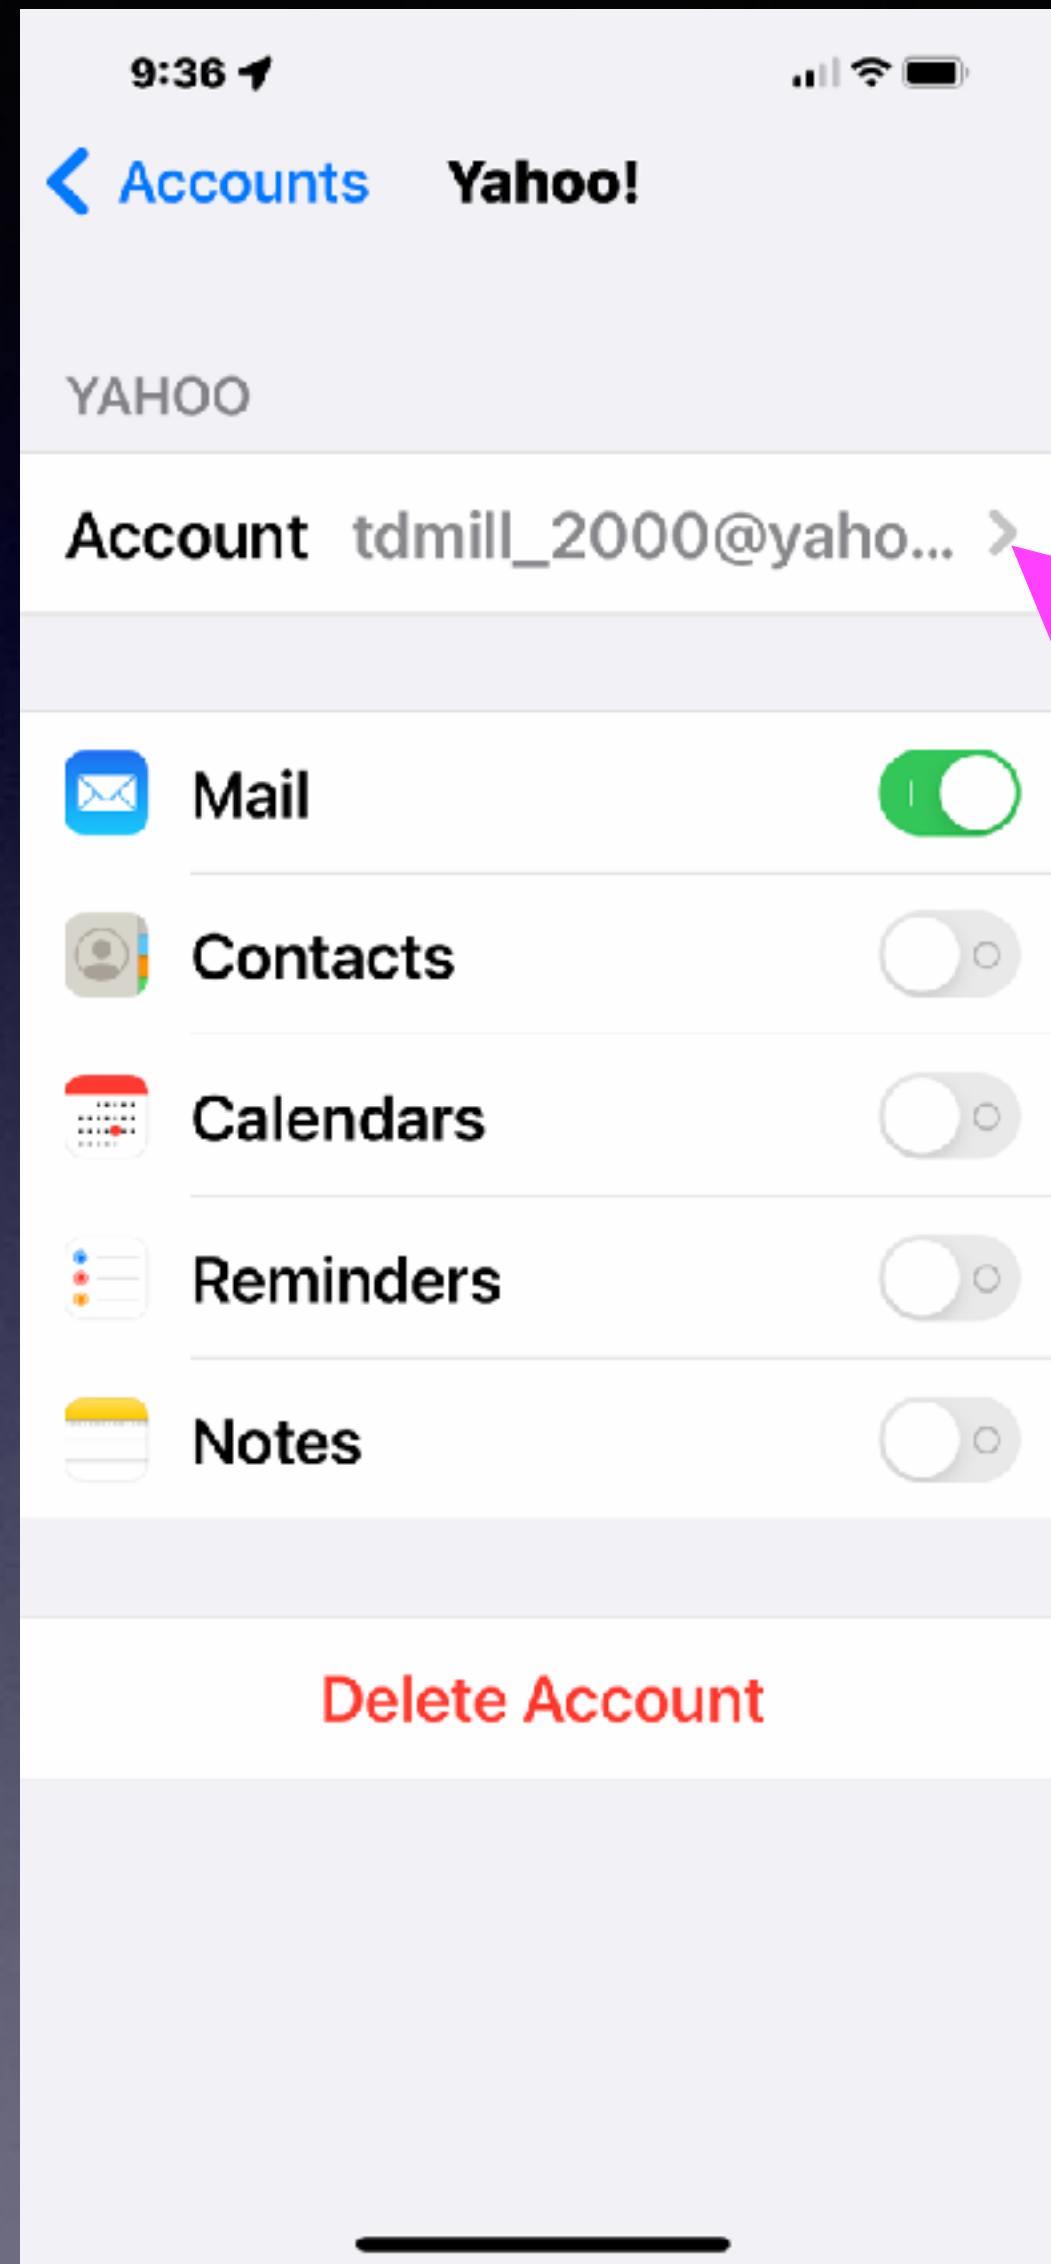 9:36
Accounts Yahoo!
YAHOO
Account tdmill_2000@yaho...
Mail
Contacts
Calendars
Reminders
Notes
Delete Account